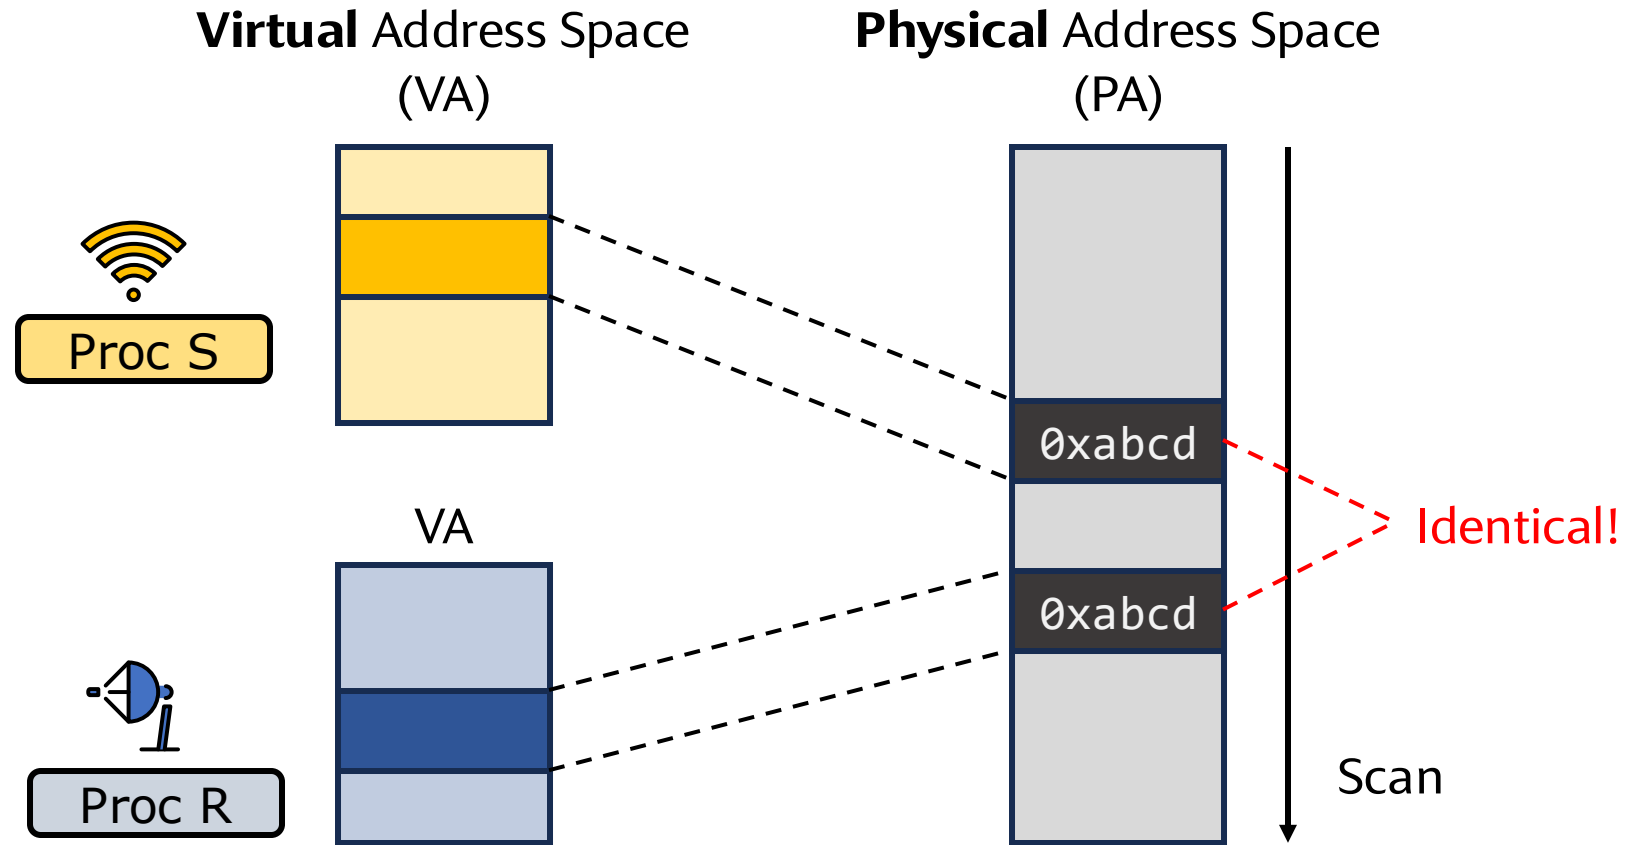 Virtual Address Space
(VA)
Physical Address Space
(PA)
Proc S
0xabcd
VA
Identical!
0xabcd
Scan
Proc R